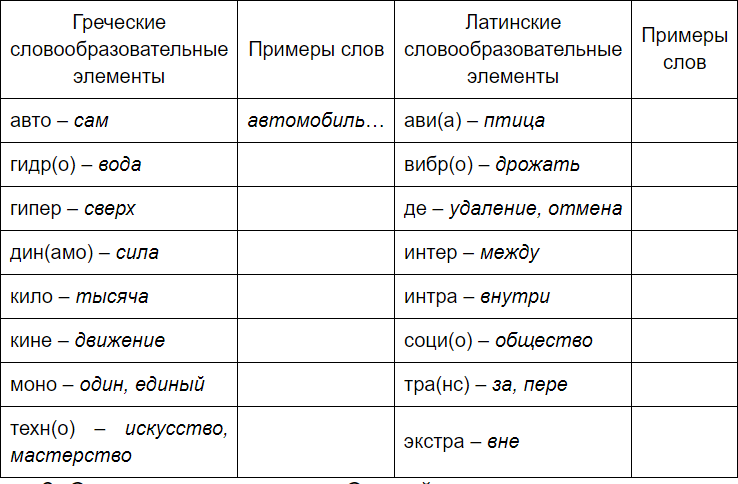 Греческие словообразовательные элементы
Примеры слов
Латинские словообразовательные элементы
Примеры слов
авто – сам
автомобиль…
ави(а) – птица
гидр(о) – вода
вибр(о) – дрожать
гипер – сверх
де – удаление, отмена
дин(амо) – сила
интер – между
кило – тысяча
интра – внутри
кине – движение
соци(о) – общество
моно – один, единый
тра(нс) – за, пере
техн(о) – искусство,
мастерство
экстра – вне